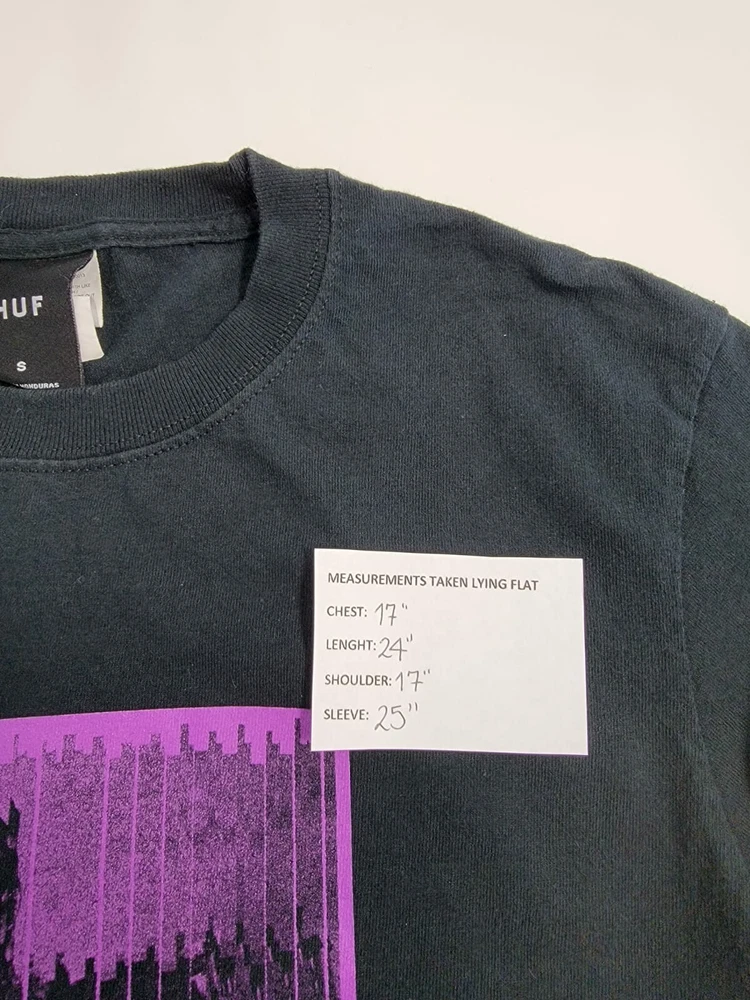 HUF
S
HONDURAS
MEASUREMENTS TAKEN LYING FLAT
CHEST: 17"
LENGHT: 24"
SHOULDER: 17"
SLEEVE: 25"